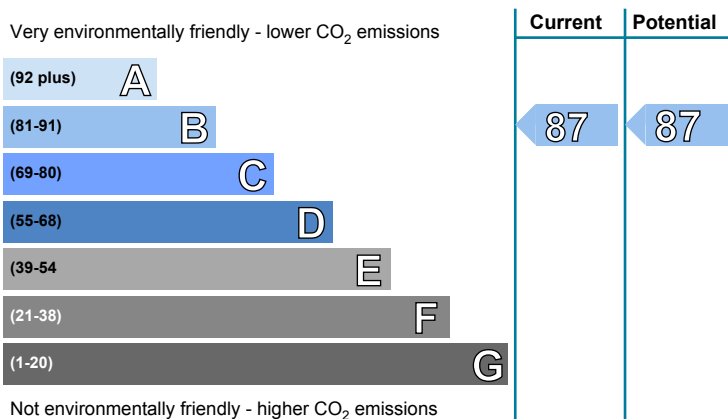 Current Potential
Very environmentally friendly - lower CO2 emissions
(92 plus) A
(81-91) B 87 87
(69-80) C
(55-68) D
(39-54 E
(21-38) F
(1-20) G
Not environmentally friendly - higher CO2 emissions